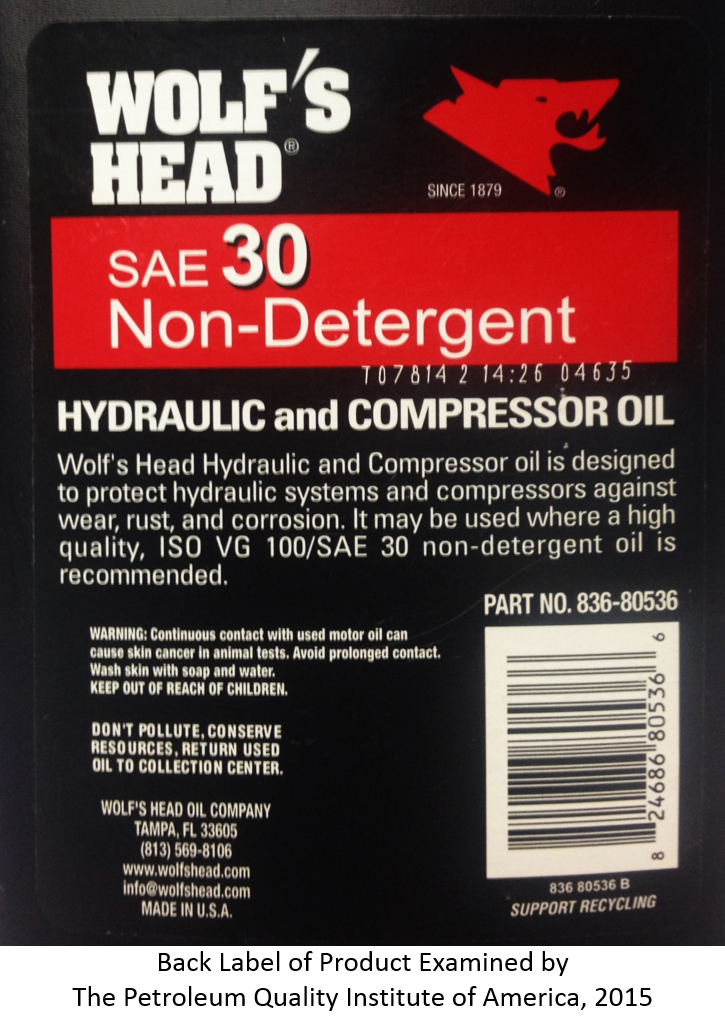 WOLF'S
HEAD®
SINCE 1879 ®
SAE 30
Non-Detergent
T07814 2 14:26 04635
HYDRAULIC and COMPRESSOR OIL
Wolf's Head Hydraulic and Compressor oil is designed
to protect hydraulic systems and compressors against
wear, rust, and corrosion. It may be used where a high
quality, ISO VG 100/SAE 30 non-detergent oil is
recommended.
PART NO. 836-80536
WARNING: Continuous contact with used motor oil can
cause skin cancer in animal tests. Avoid prolonged contact.
Wash skin with soap and water.
KEEP OUT OF REACH OF CHILDREN.
DON'T POLLUTE, CONSERVE
RESOURCES, RETURN USED
OIL TO COLLECTION CENTER.
WOLF'S HEAD OIL COMPANY
TAMPA, FL 33605
(813) 569-8106
www.wolfshead.com
info@wolfshead.com
MADE IN U.S.A.
8 24686 80536 6
836 80536 B
SUPPORT RECYCLING
Back Label of Product Examined by
The Petroleum Quality Institute of America, 2015